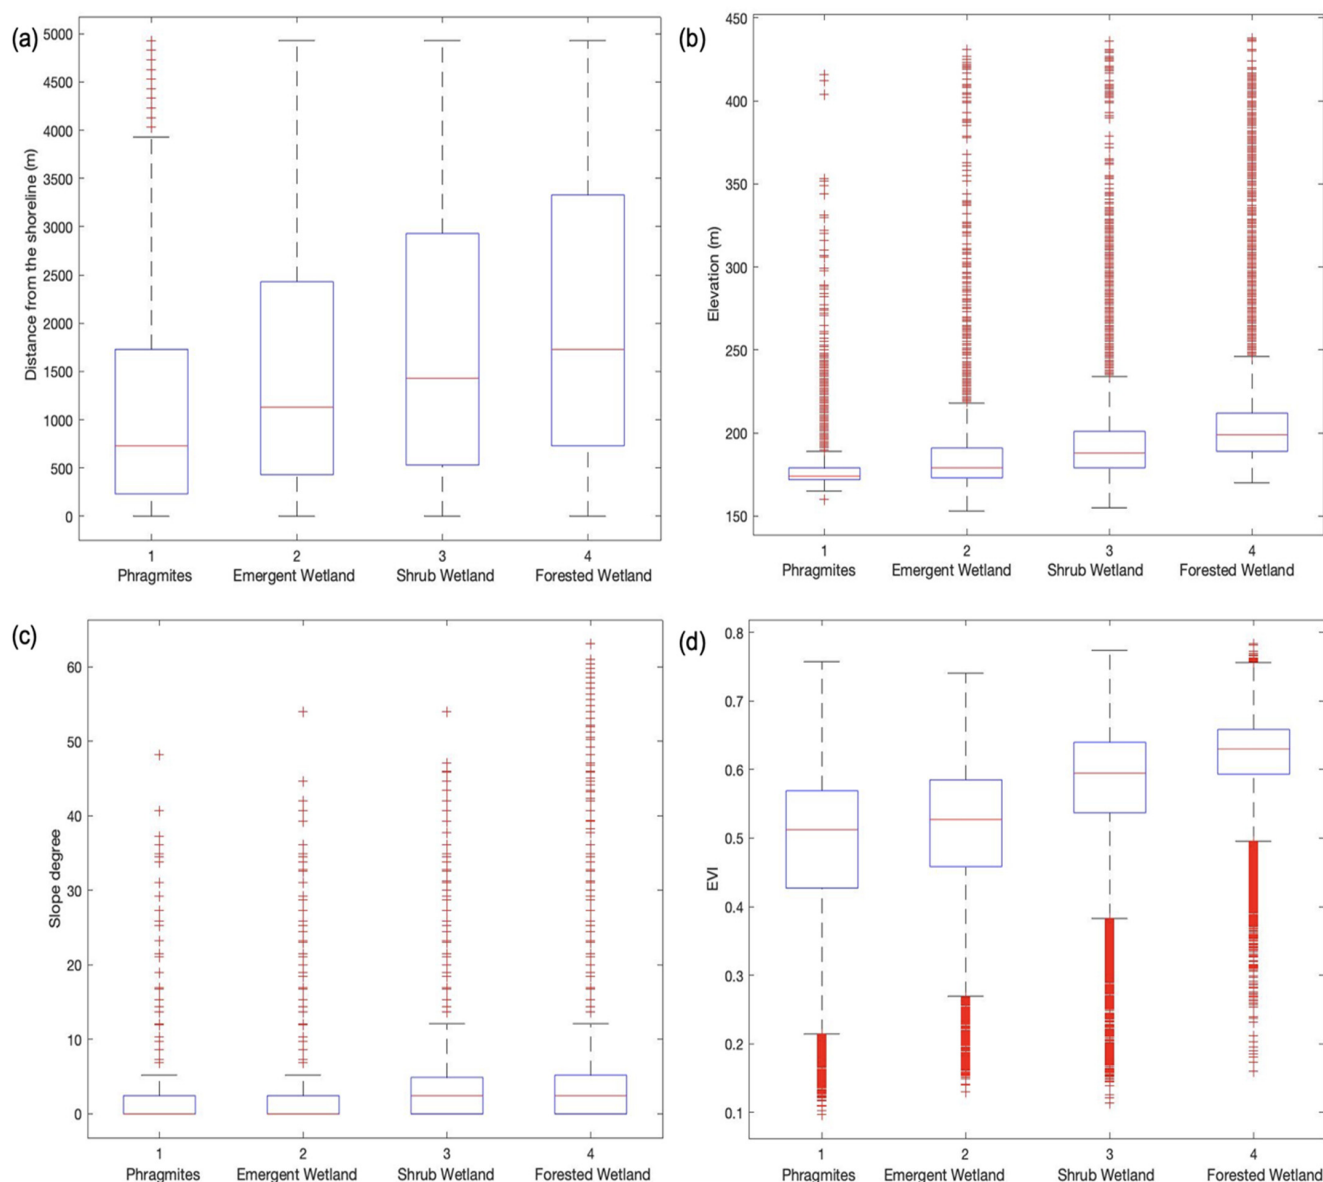 (a)
5000
4500
4000
3500
3000
2500
2000
1500
1000
500
0
Distance from the shoreline (m)
1 2 3 4
Phragmites Emergent Wetland Shrub Wetland Forested Wetland
(b)
450
400
350
300
250
200
150
Elevation (m)
1 2 3 4
Phragmites Emergent Wetland Shrub Wetland Forested Wetland
(c)
60
50
40
30
20
10
0
Slope degree
1 2 3 4
Phragmites Emergent Wetland Shrub Wetland Forested Wetland
(d)
0.8
0.7
0.6
0.5
0.4
0.3
0.2
0.1
EVI
1 2 3 4
Phragmites Emergent Wetland Shrub Wetland Forested Wetland